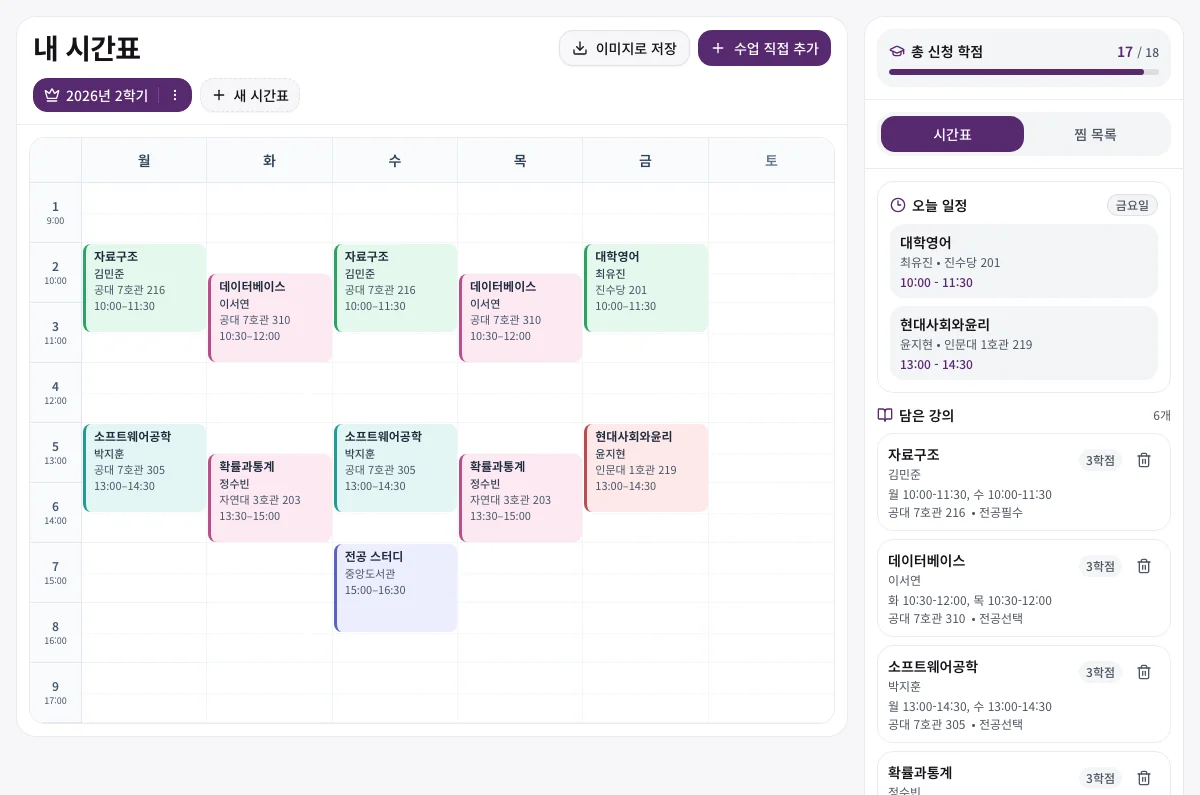 내 시간표
이미지로 저장
+ 수업 직접 추가
2026년 2학기
+ 새 시간표
월 화 수 목 금 토
1
9:00
2
10:00
3
11:00
4
12:00
5
13:00
6
14:00
7
15:00
8
16:00
9
17:00
자료구조
김민준
공대 7호관 216
10:00–11:30
소프트웨어공학
박지훈
공대 7호관 305
13:00–14:30
데이터베이스
이서연
공대 7호관 310
10:30–12:00
확률과통계
정수빈
자연대 3호관 203
13:30–15:00
자료구조
김민준
공대 7호관 216
10:00–11:30
소프트웨어공학
박지훈
공대 7호관 305
13:00–14:30
전공 스터디
중앙도서관
15:00–16:30
데이터베이스
이서연
공대 7호관 310
10:30–12:00
확률과통계
정수빈
자연대 3호관 203
13:30–15:00
대학영어
최유진
진수당 201
10:00–11:30
현대사회와윤리
윤지현
인문대 1호관 219
13:00–14:30
총 신청 학점 17 / 18
시간표 찜 목록
오늘 일정 금요일
대학영어
최유진 • 진수당 201
10:00 - 11:30
현대사회와윤리
윤지현 • 인문대 1호관 219
13:00 - 14:30
담은 강의 6개
자료구조 3학점
김민준
월 10:00-11:30, 수 10:00-11:30
공대 7호관 216 • 전공필수
데이터베이스 3학점
이서연
화 10:30-12:00, 목 10:30-12:00
공대 7호관 310 • 전공선택
소프트웨어공학 3학점
박지훈
월 13:00-14:30, 수 13:00-14:30
공대 7호관 305 • 전공선택
확률과통계 3학점
정수빈